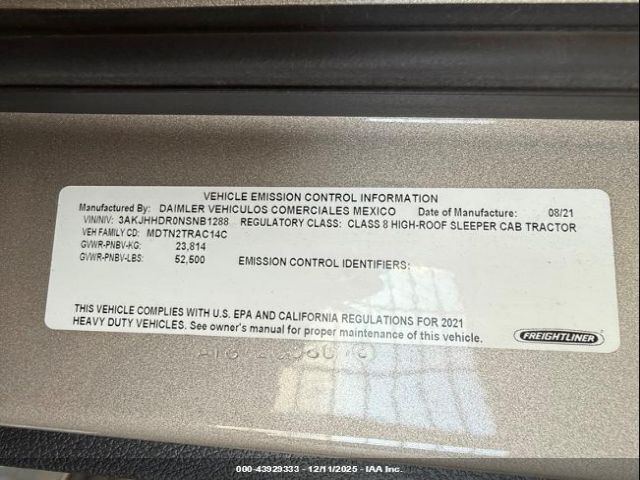 VEHICLE EMISSION CONTROL INFORMATION
Manufactured By: DAIMLER VEHICULOS COMERCIALES MEXICO Date of Manufacture: 08/21
VIN/NIV: 3AKJHHDR0NSNB1288 REGULATORY CLASS: CLASS 8 HIGH-ROOF SLEEPER CAB TRACTOR
VEH FAMILY CD: MDTN2TRAC14C
GVWR-PNBV-KG: 23,814
GVWR-PNBV-LBS: 52,500 EMISSION CONTROL IDENTIFIERS:
THIS VEHICLE COMPLIES WITH U.S. EPA AND CALIFORNIA REGULATIONS FOR 2021
HEAVY DUTY VEHICLES. See owner's manual for proper maintenance of this vehicle.
FREIGHTLINER
000-43929333 - 12/11/2025 - IAA Inc.